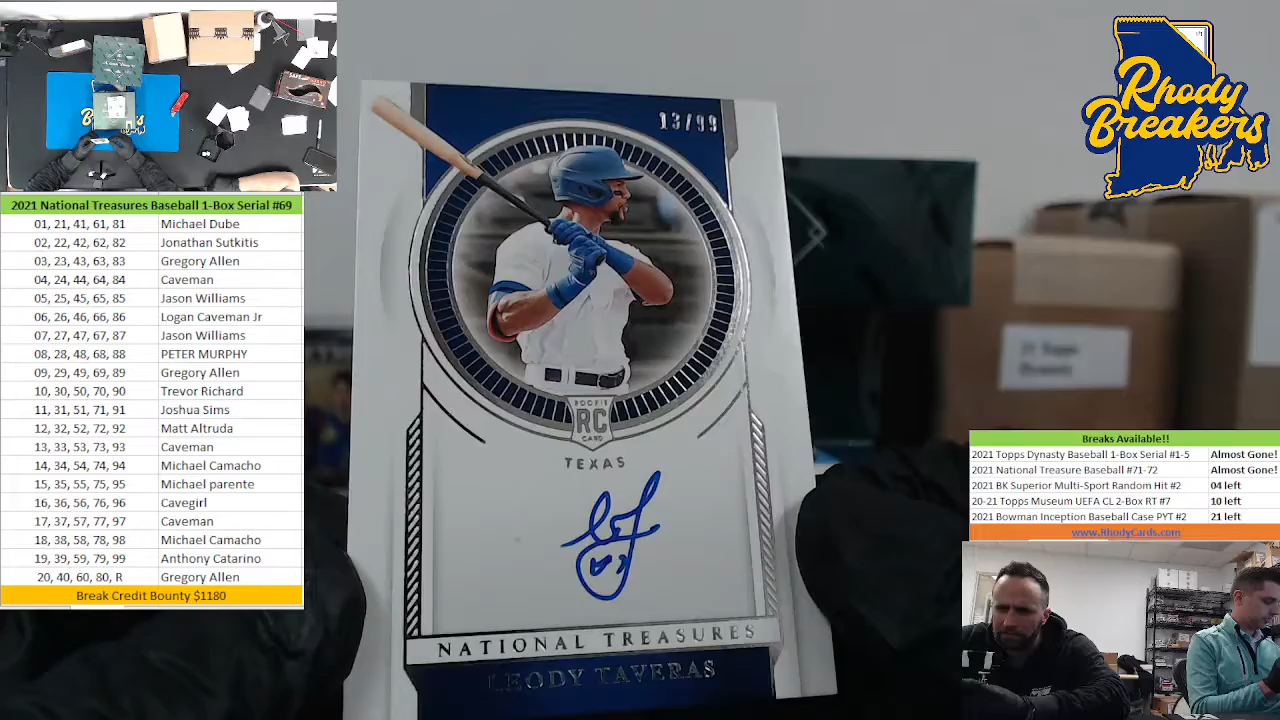 Rhody
Breakers
13/99
2021 National Treasures Baseball 1-Box Serial #69
01, 21, 41, 61, 81 Michael Dube
02, 22, 42, 62, 82 Jonathan Sutkitis
03, 23, 43, 63, 83 Gregory Allen
04, 24, 44, 64, 84 Caveman
05, 25, 45, 65, 85 Jason Williams
06, 26, 46, 66, 86 Logan Caveman Jr
07, 27, 47, 67, 87 Jason Williams
08, 28, 48, 68, 88 PETER MURPHY
09, 29, 49, 69, 89 Gregory Allen
10, 30, 50, 70, 90 Trevor Richard
11, 31, 51, 71, 91 Joshua Sims
12, 32, 52, 72, 92 Matt Altruda
13, 33, 53, 73, 93 Caveman
14, 34, 54, 74, 94 Michael Camacho
15, 35, 55, 75, 95 Michael parente
16, 36, 56, 76, 96 Cavegirl
17, 37, 57, 77, 97 Caveman
18, 38, 58, 78, 98 Michael Camacho
19, 39, 59, 79, 99 Anthony Catarino
20, 40, 60, 80, R Gregory Allen
Break Credit Bounty $1180
ROOKIE
RC
CARD
TEXAS
NATIONAL TREASURES
LEODY TAVERAS
Breaks Available!!
2021 Topps Dynasty Baseball 1-Box Serial #1-5 Almost Gone!
2021 National Treasure Baseball #71-72 Almost Gone!
2021 BK Superior Multi-Sport Random Hit #2 04 left
20-21 Topps Museum UEFA CL 2-Box RT #7 10 left
2021 Bowman Inception Baseball Case PYT #2 21 left
www.RhodyCards.com